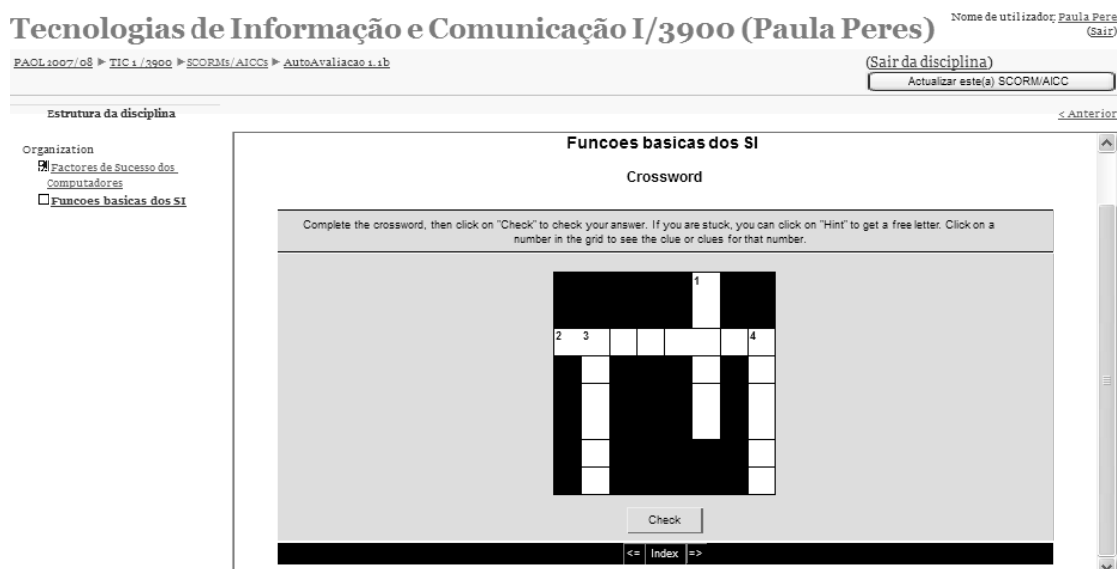 Tecnologias de Informação e Comunicação I/3900 (Paula Peres)
Nome de utilizador: Paula Pere
(Sair)
PAOL2007/08 ► TIC 1 /3900 ► SCORMs/AICCs ► AutoAvaliacao 1.1b
(Sair da disciplina)
Actualizar este(a) SCORM/AICC
Estrutura da disciplina
< Anterior
Organization
Factores de Sucesso dos
Computadores
Funcoes basicas dos SI
Funcoes basicas dos SI
Crossword
Complete the crossword, then click on "Check" to check your answer. If you are stuck, you can click on "Hint" to get a free letter. Click on a
number in the grid to see the clue or clues for that number.
1
2 3 4
Check
<= Index =>